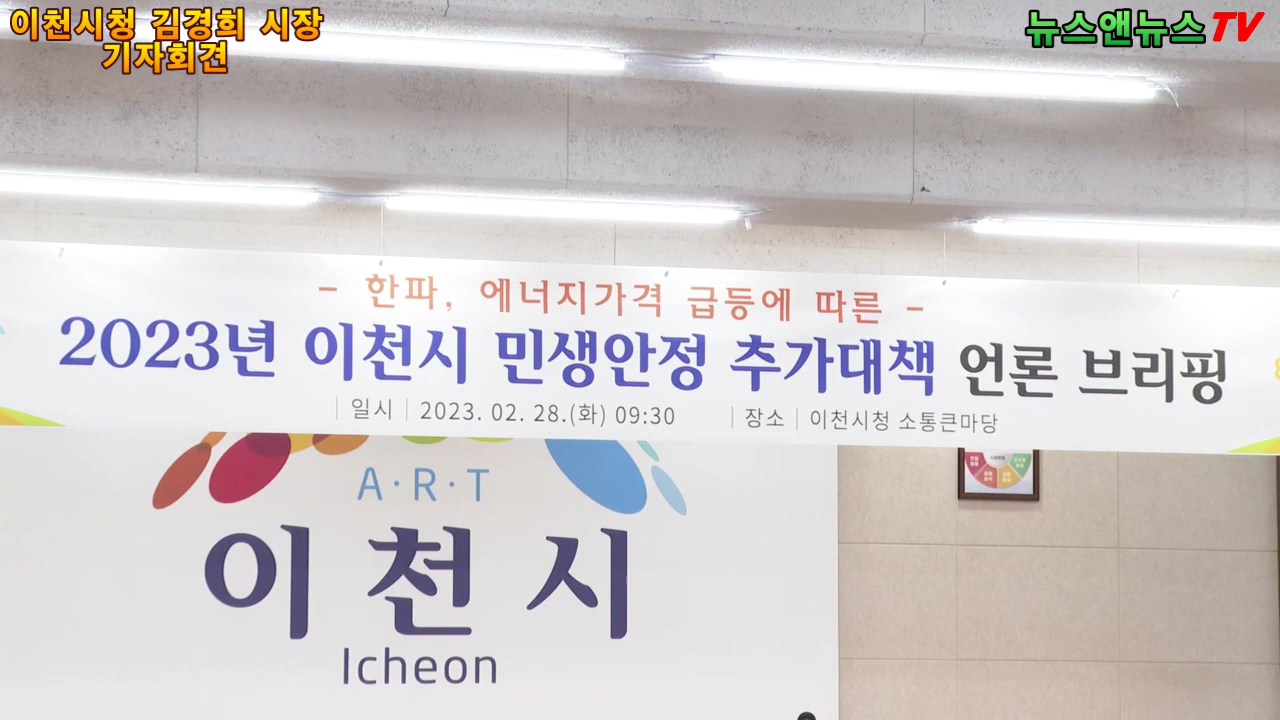 이천시청 김경희 시장
기자회견
뉴스앤뉴스TV
- 한파, 에너지가격 급등에 따른 -
2023년 이천시 민생안정 추가대책 언론 브리핑
| 일시 | 2023. 02. 28.(화) 09:30 | 장소 | 이천시청 소통큰마당
A·R·T
이천시
Icheon